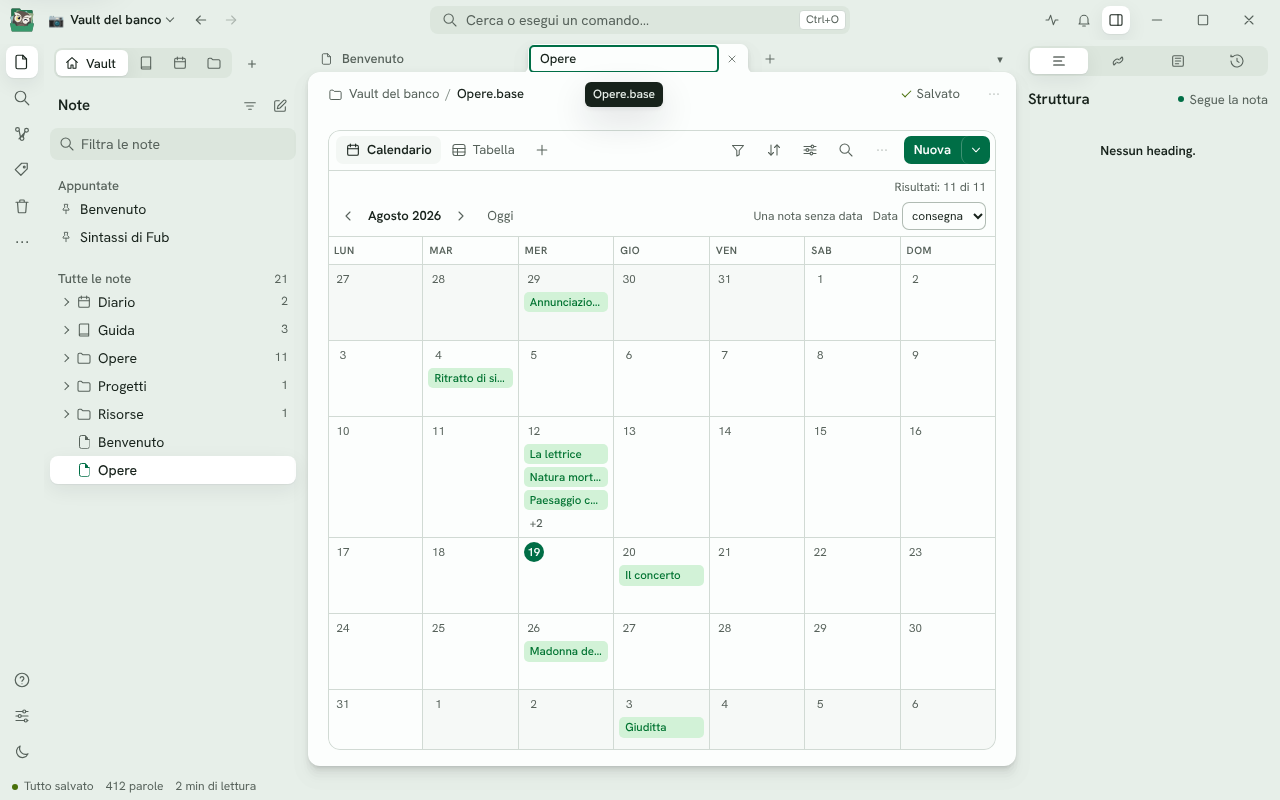 Vault del banco
Cerca o esegui un comando...
Ctrl+O
Vault
Benvenuto
Opere
Opere.base
Note
Filtra le note
Appuntate
Benvenuto
Sintassi di Fub
Tutte le note 21
Diario 2
Guida 3
Opere 11
Progetti 1
Risorse 1
Benvenuto
Opere
Vault del banco / Opere.base
Salvato
Calendario
Tabella
Nuova
Risultati: 11 di 11
Agosto 2026
Oggi
Una nota senza data
Data
consegna
LUN MAR MER GIO VEN SAB DOM
27 28 29 30 31 1 2
Annunciazio...
3 4 5 6 7 8 9
Ritratto di si...
10 11 12 13 14 15 16
La lettrice
Natura mort...
Paesaggio c...
+2
17 18 19 20 21 22 23
Il concerto
24 25 26 27 28 29 30
Madonna de...
31 1 2 3 4 5 6
Giuditta
Struttura
Segue la nota
Nessun heading.
Tutto salvato
412 parole
2 min di lettura